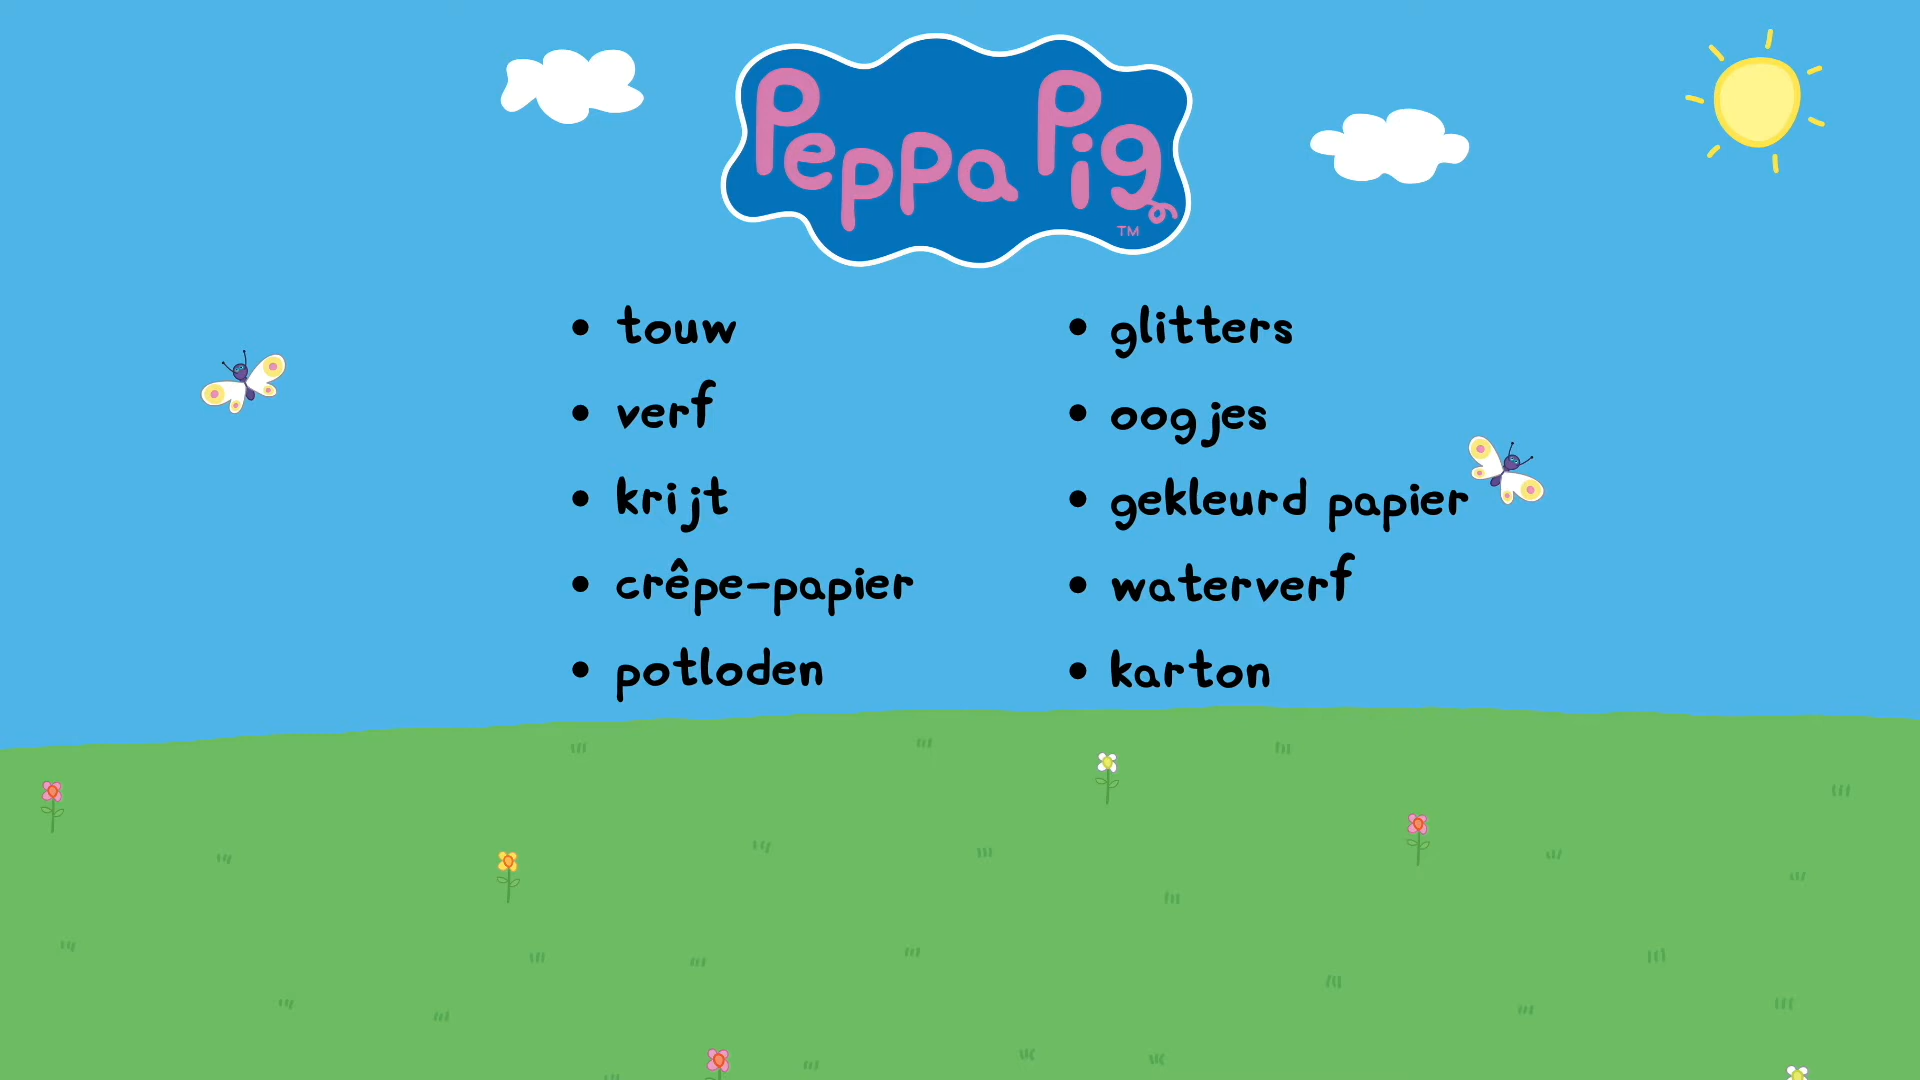 Peppa Pig
TM
• touw
• verf
• krijt
• crêpe-papier
• potloden
• glitters
• oogjes
• gekleurd papier
• waterverf
• karton